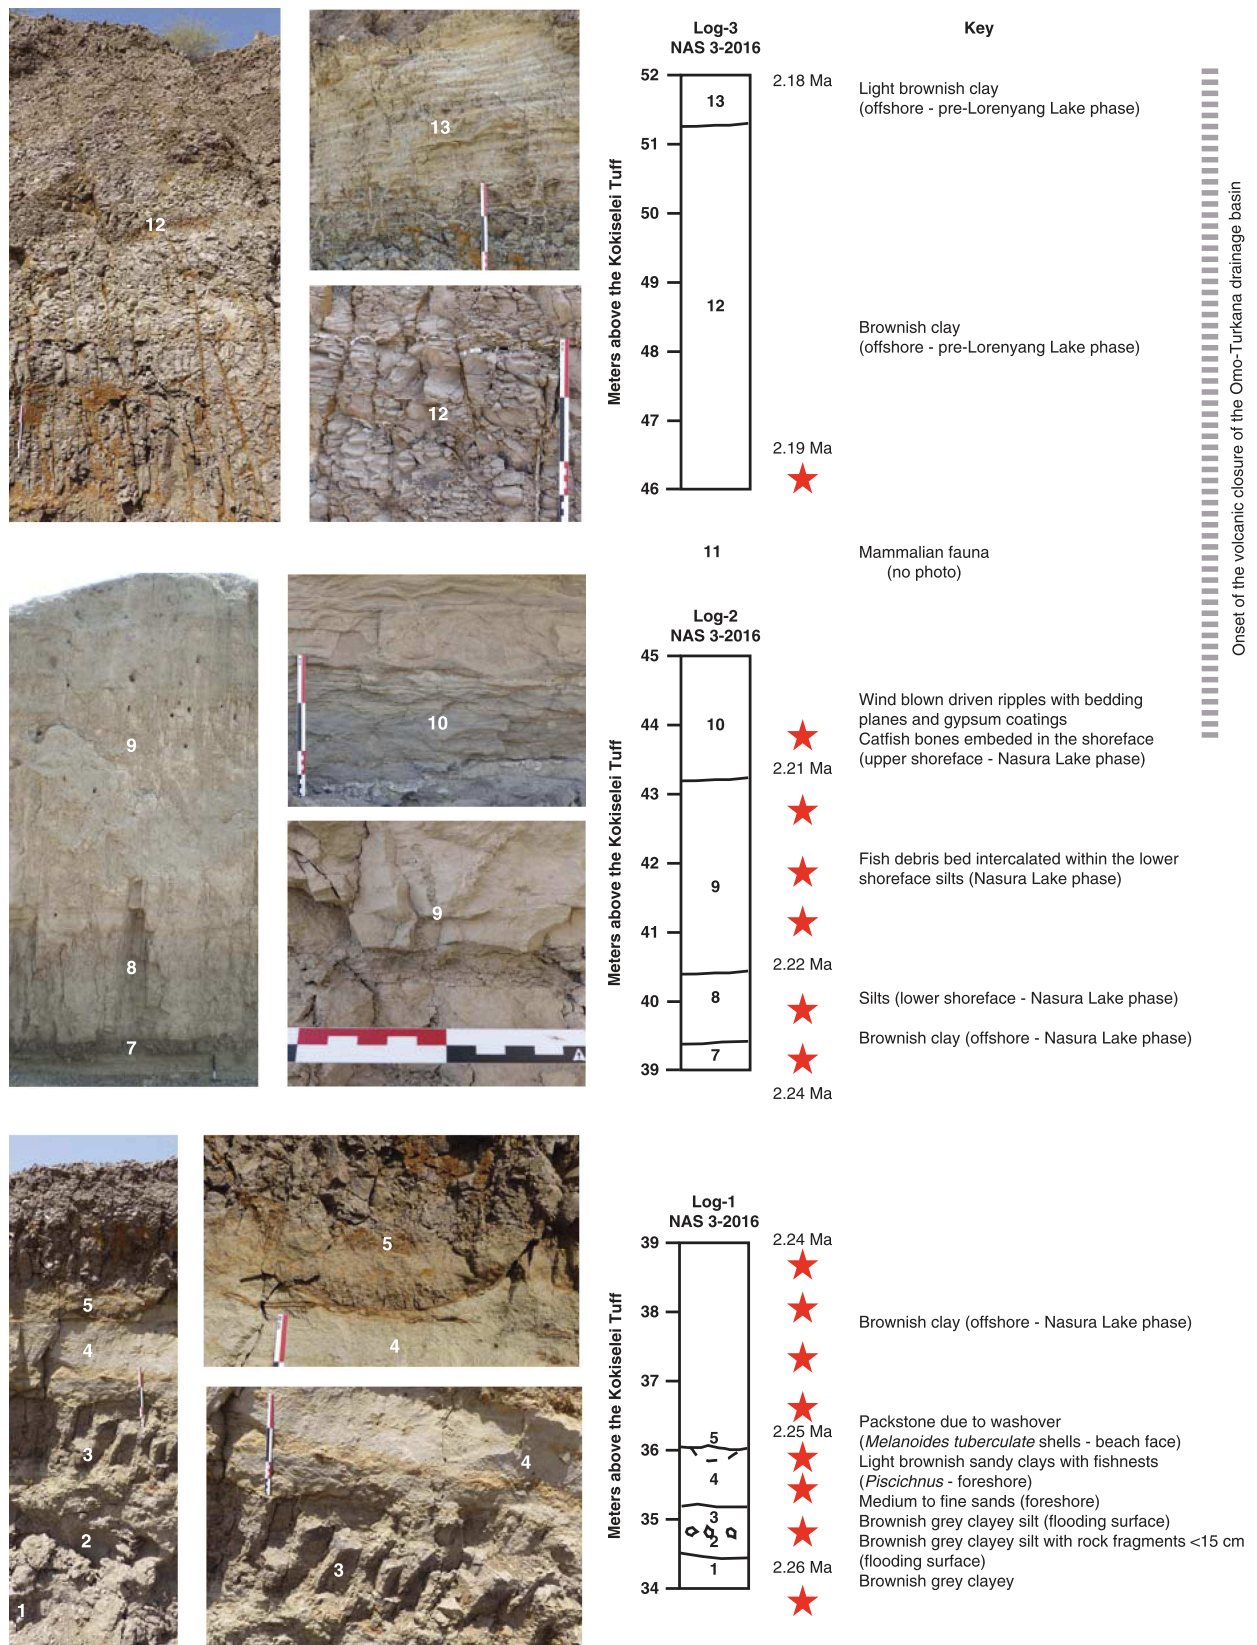 12
13
12
Log-3
NAS 3-2016
Key
Meters above the Kokiselei Tuff
52
51
50
49
48
47
46
13
12
2.18 Ma
2.19 Ma
Light brownish clay
(offshore - pre-Lorenyang Lake phase)
Brownish clay
(offshore - pre-Lorenyang Lake phase)
Onset of the volcanic closure of the Omo-Turkana drainage basin
11
Mammalian fauna
(no photo)
9
8
7
10
9
A
Log-2
NAS 3-2016
Meters above the Kokiselei Tuff
45
44
43
42
41
40
39
10
9
8
7
2.21 Ma
2.22 Ma
2.24 Ma
Wind blown driven ripples with bedding
planes and gypsum coatings
Catfish bones embeded in the shoreface
(upper shoreface - Nasura Lake phase)
Fish debris bed intercalated within the lower
shoreface silts (Nasura Lake phase)
Silts (lower shoreface - Nasura Lake phase)
Brownish clay (offshore - Nasura Lake phase)
5
4
3
2
1
5
4
4
3
Log-1
NAS 3-2016
Meters above the Kokiselei Tuff
39
38
37
36
35
34
5
4
3
2
1
2.24 Ma
2.25 Ma
2.26 Ma
Brownish clay (offshore - Nasura Lake phase)
Packstone due to washover
(Melanoides tuberculate shells - beach face)
Light brownish sandy clays with fishnests
(Piscichnus - foreshore)
Medium to fine sands (foreshore)
Brownish grey clayey silt (flooding surface)
Brownish grey clayey silt with rock fragments <15 cm
(flooding surface)
Brownish grey clayey